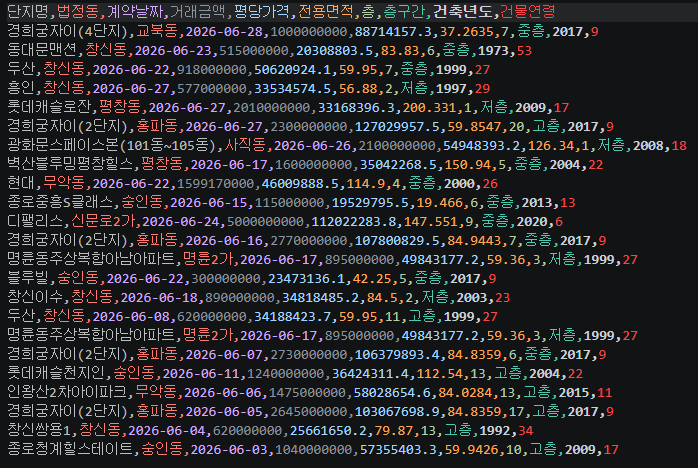 단지명,법정동,계약날짜,거래금액,평당가격,전용면적,층,층구간,건축년도,건물연령
경희궁자이(4단지),교북동,2026-06-28,1000000000,88714157.3,37.2635,7,중층,2017,9
동대문맨션,창신동,2026-06-23,515000000,20308803.5,83.83,6,중층,1973,53
두산,창신동,2026-06-22,918000000,50620924.1,59.95,7,중층,1999,27
흥인,창신동,2026-06-27,577000000,33534574.5,56.88,2,저층,1997,29
롯데캐슬로잔,평창동,2026-06-27,2010000000,33168396.3,200.331,1,저층,2009,17
경희궁자이(2단지),홍파동,2026-06-27,2300000000,127029957.5,59.8547,20,고층,2017,9
광화문스페이스본(101동~105동),사직동,2026-06-26,2100000000,54948393.2,126.34,1,저층,2008,18
벽산블루밍평창힐스,평창동,2026-06-17,1600000000,35042268.5,150.94,5,중층,2004,22
현대,무악동,2026-06-22,1599170000,46009888.5,114.9,4,중층,2000,26
종로중흥S클래스,숭인동,2026-06-15,115000000,19529795.5,19.466,6,중층,2013,13
디팰리스,신문로2가,2026-06-24,5000000000,112022283.8,147.551,9,중층,2020,6
경희궁자이(2단지),홍파동,2026-06-16,2770000000,107800829.5,84.9443,7,중층,2017,9
명륜동주상복합아남아파트,명륜2가,2026-06-17,895000000,49843177.2,59.36,3,저층,1999,27
블루빌,숭인동,2026-06-22,300000000,23473136.1,42.25,5,중층,2017,9
창신이수,창신동,2026-06-18,890000000,34818485.2,84.5,2,저층,2003,23
두산,창신동,2026-06-08,620000000,34188423.7,59.95,11,고층,1999,27
명륜동주상복합아남아파트,명륜2가,2026-06-17,895000000,49843177.2,59.36,3,저층,1999,27
경희궁자이(2단지),홍파동,2026-06-07,2730000000,106379893.4,84.8359,6,중층,2017,9
롯데캐슬천지인,숭인동,2026-06-11,1240000000,36424311.4,112.54,13,고층,2004,22
인왕산2차아이파크,무악동,2026-06-06,1475000000,58028654.6,84.0284,13,고층,2015,11
경희궁자이(2단지),홍파동,2026-06-05,2645000000,103067698.9,84.8359,17,고층,2017,9
창신쌍용1,창신동,2026-06-04,620000000,25661650.2,79.87,13,고층,1992,34
종로청계힐스테이트,숭인동,2026-06-03,1040000000,57355403.3,59.9426,10,고층,2009,17